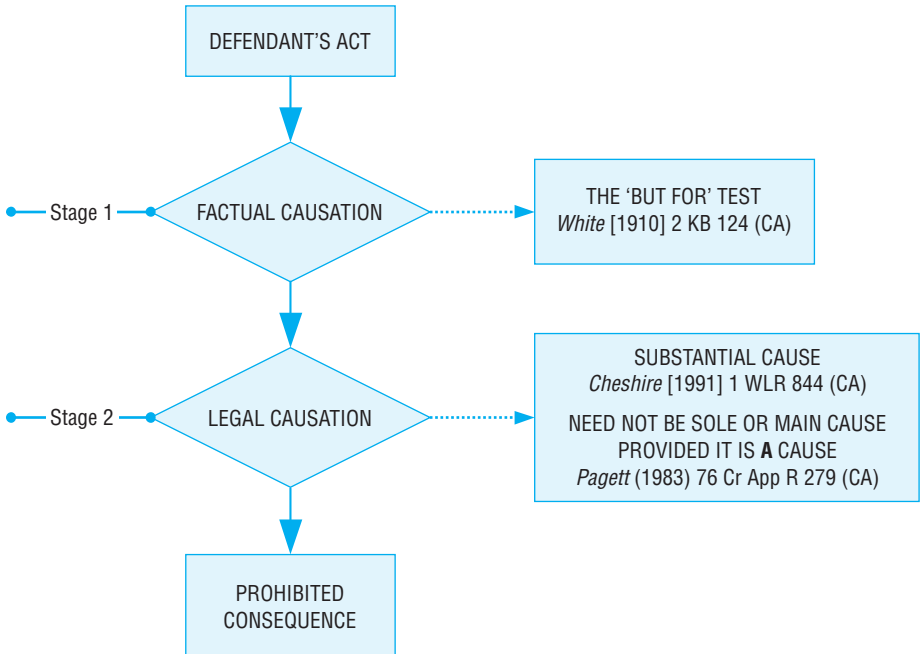 DEFENDANT'S ACT
Stage 1
FACTUAL CAUSATION
THE 'BUT FOR' TEST
White [1910] 2 KB 124 (CA)
Stage 2
LEGAL CAUSATION
SUBSTANTIAL CAUSE
Cheshire [1991] 1 WLR 844 (CA)
NEED NOT BE SOLE OR MAIN CAUSE
PROVIDED IT IS A CAUSE
Pagett (1983) 76 Cr App R 279 (CA)
PROHIBITED
CONSEQUENCE